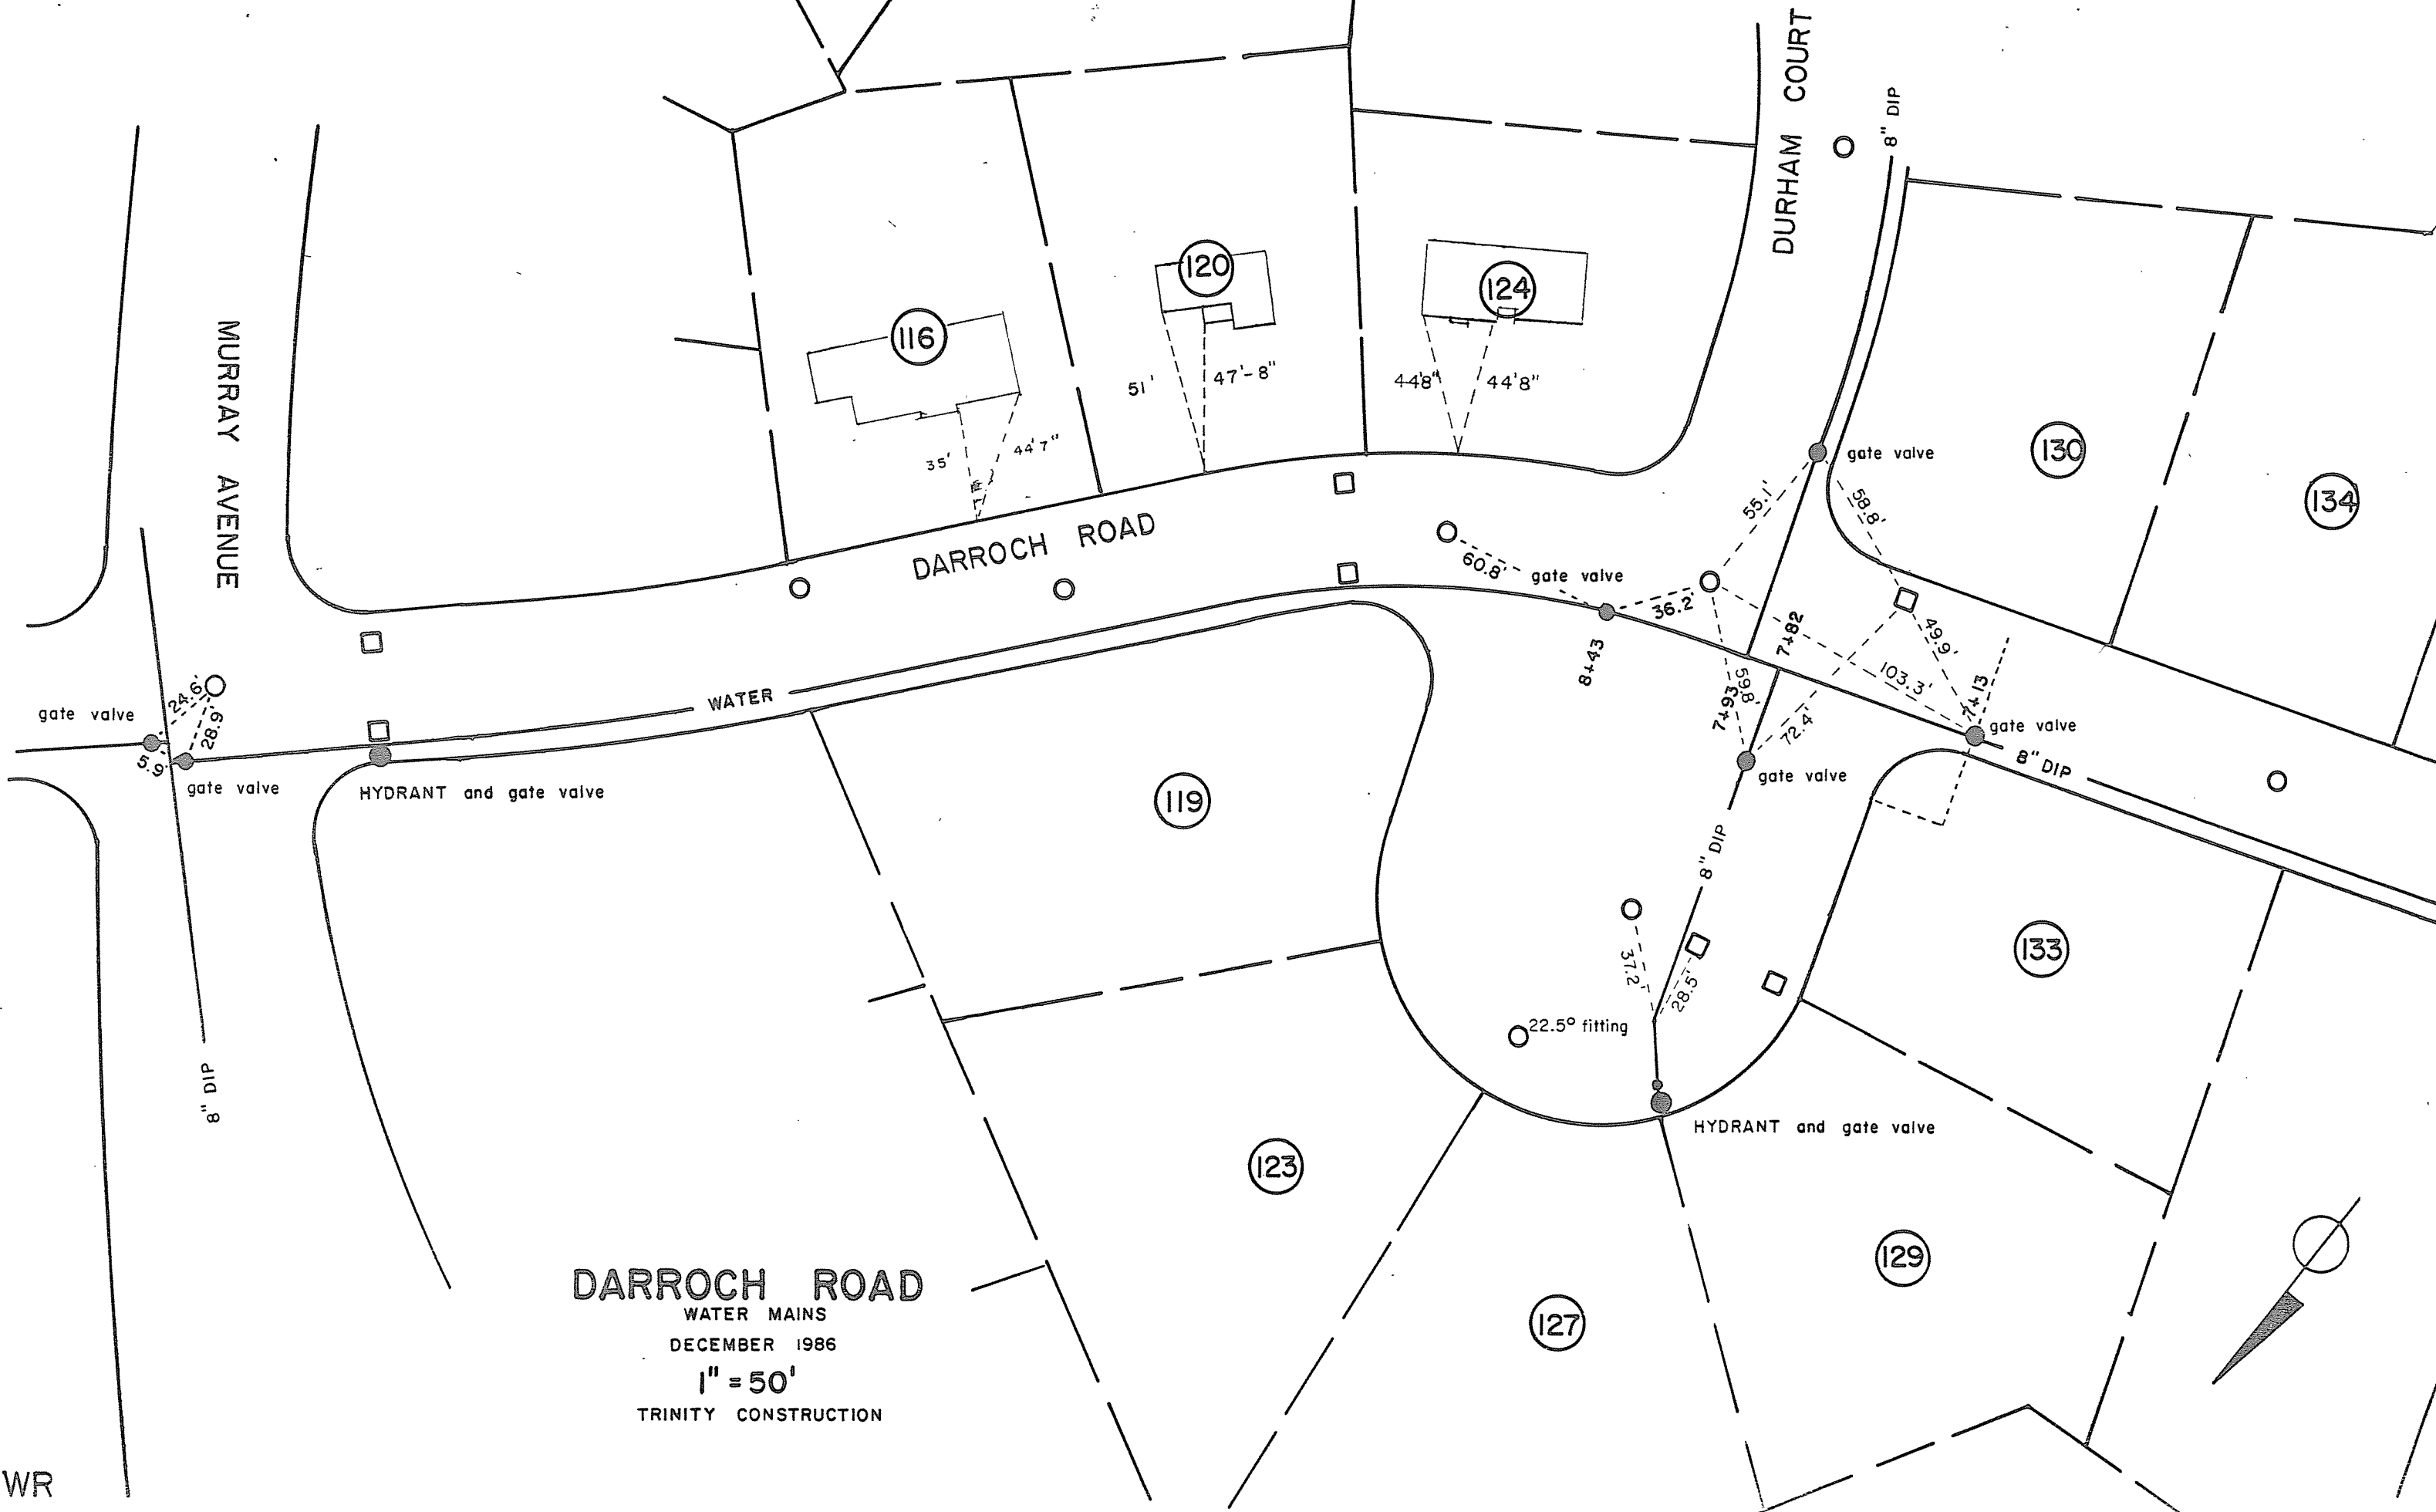 DURHAM COURT
8" DIP
MURRAY AVENUE
116
120
124
130
134
51'
47'-8"
44'8"
44'8"
35'
44'7"
gate valve
55.1'
58.8'
DARROCH ROAD
60.8'
gate valve
36.2'
8+43
7+82
49.9'
103.3'
7+13
gate valve
59.8'
7+93
72.4'
gate valve
8" DIP
WATER
24.6'
28.9'
gate valve
5.9'
gate valve
HYDRANT and gate valve
119
8" DIP
133
37.2'
28.5'
22.5° fitting
8" DIP
HYDRANT and gate valve
123
129
127
DARROCH ROAD
WATER MAINS
DECEMBER 1986
1" = 50'
TRINITY CONSTRUCTION
WR